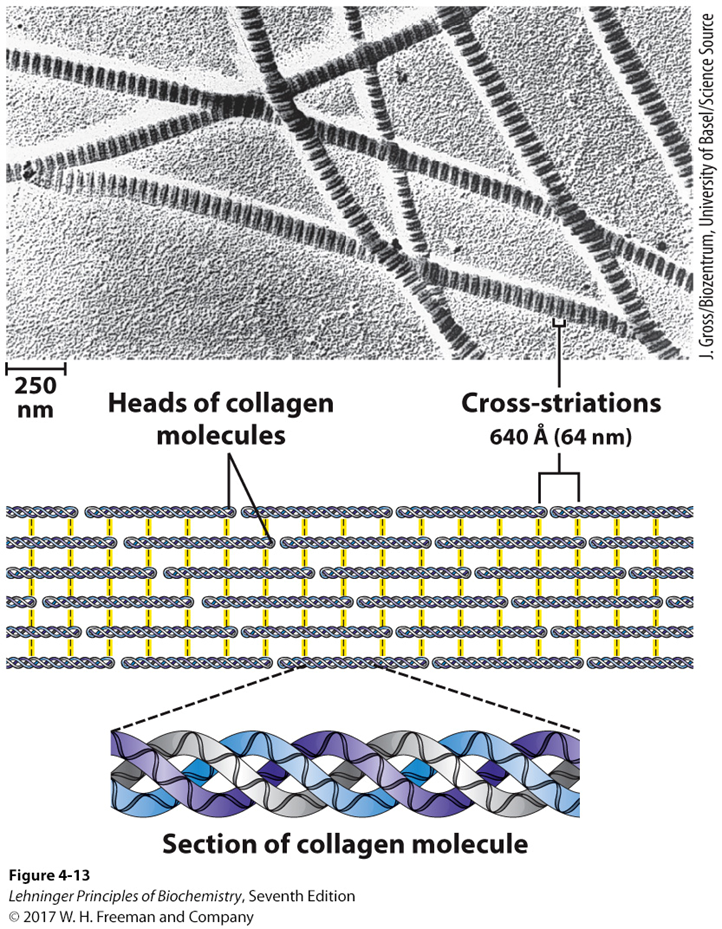 J. Gross/Biozentrum, University of Basel/Science Source
250
nm
Heads of collagen
molecules
Cross-striations
640 Å (64 nm)
Section of collagen molecule
Figure 4-13
Lehninger Principles of Biochemistry, Seventh Edition
© 2017 W. H. Freeman and Company